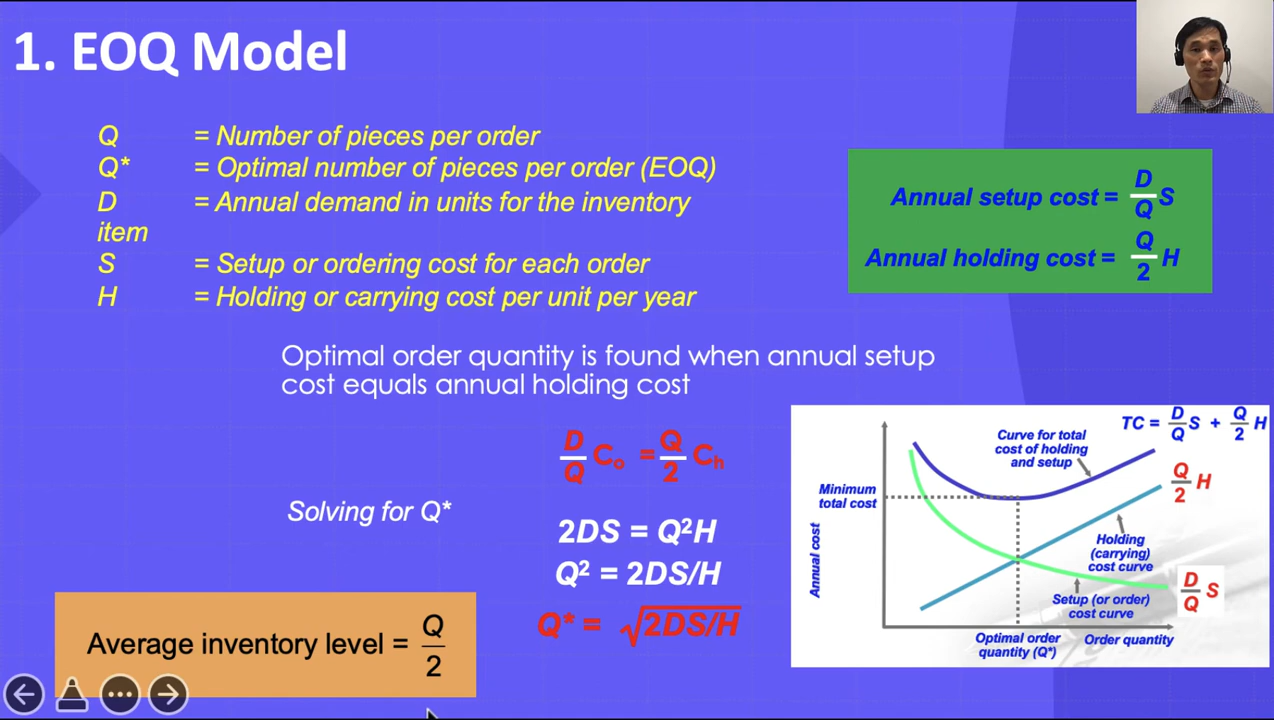 1. EOQ Model
Q = Number of pieces per order
Q* = Optimal number of pieces per order (EOQ)
D = Annual demand in units for the inventory
item
S = Setup or ordering cost for each order
H = Holding or carrying cost per unit per year
Annual setup cost = D/Q S
Annual holding cost = Q/2 H
Optimal order quantity is found when annual setup
cost equals annual holding cost
D/Q Co = Q/2 Ch
Solving for Q*
2DS = Q²H
Q² = 2DS/H
Q* = √2DS/H
Average inventory level = Q/2
TC = D/Q S + Q/2 H
Curve for total
cost of holding
and setup
Q/2 H
Minimum
total cost
Annual cost
Holding
(carrying)
cost curve
D/Q S
Setup (or order)
cost curve
Optimal order
quantity (Q*)
Order quantity